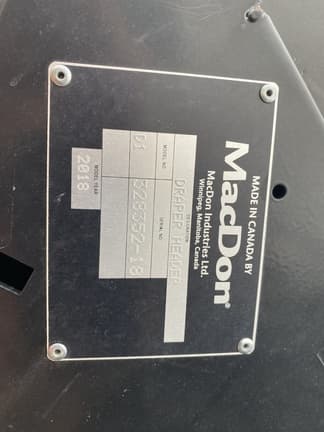 MADE IN CANADA BY
MacDon®
MacDon Industries Ltd.
Winnipeg, Manitoba, Canada
DESCRIPTION
DRAPER HEADER
MODEL NO
SERIAL NO
D1
328352-18
MODEL YEAR
2018